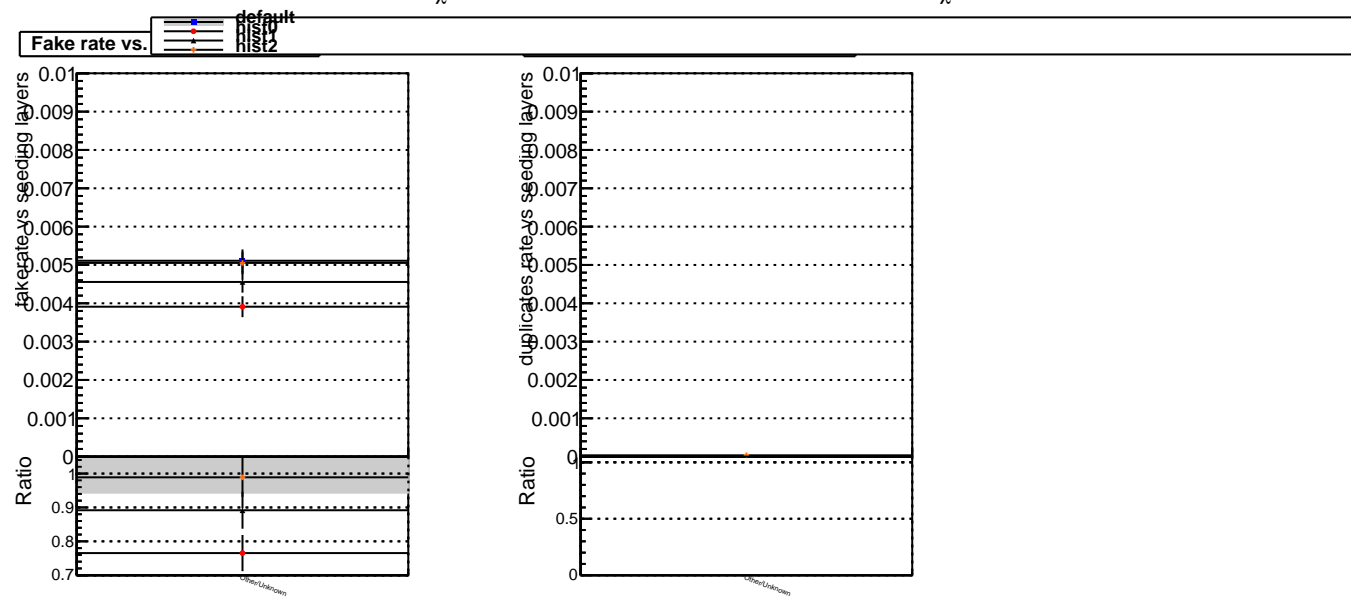 χ
χ
default
hist0
hist1
hist2
Fake rate vs.
fakerate vs seeding layers
0.01
0.009
0.008
0.007
0.006
0.005
0.004
0.003
0.002
0.001
0
Ratio
1
0.9
0.8
0.7
Other/Unknown
duplicates rate vs seeding layers
0.01
0.009
0.008
0.007
0.006
0.005
0.004
0.003
0.002
0.001
0
Ratio
1
0.5
0
Other/Unknown